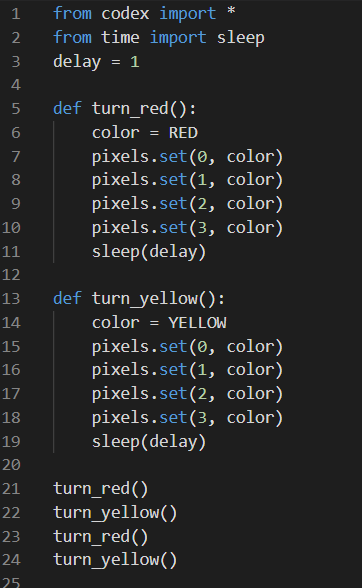 1 from codex import *
2 from time import sleep
3 delay = 1
4
5 def turn_red():
6     color = RED
7     pixels.set(0, color)
8     pixels.set(1, color)
9     pixels.set(2, color)
10     pixels.set(3, color)
11     sleep(delay)
12
13 def turn_yellow():
14     color = YELLOW
15     pixels.set(0, color)
16     pixels.set(1, color)
17     pixels.set(2, color)
18     pixels.set(3, color)
19     sleep(delay)
20
21 turn_red()
22 turn_yellow()
23 turn_red()
24 turn_yellow()
25